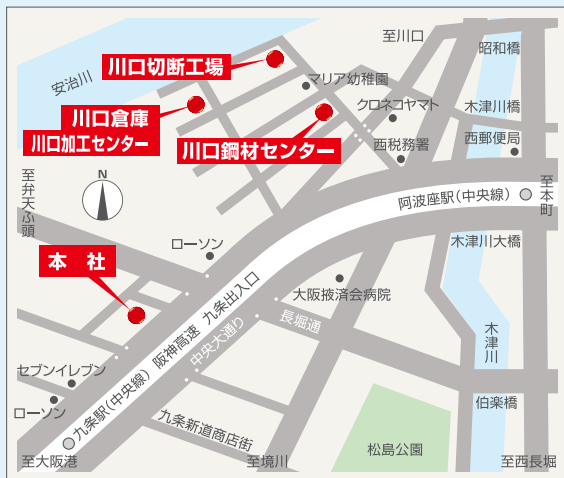 至川口
昭和橋
川口切断工場
安治川
マリア幼稚園
クロネコヤマト
木津川橋
川口倉庫
川口加工センター
川口鋼材センター
西税務署
西郵便局
至弁天ふ頭
N
阿波座駅(中央線)
至本町
ローソン
木津川大橋
本 社
大阪掖済会病院
九条駅(中央線) 阪神高速 九条出入口
中央大通り
長堀通
木津川
セブンイレブン
ローソン
伯楽橋
九条新道商店街
松島公園
至大阪港
至境川
至西長堀